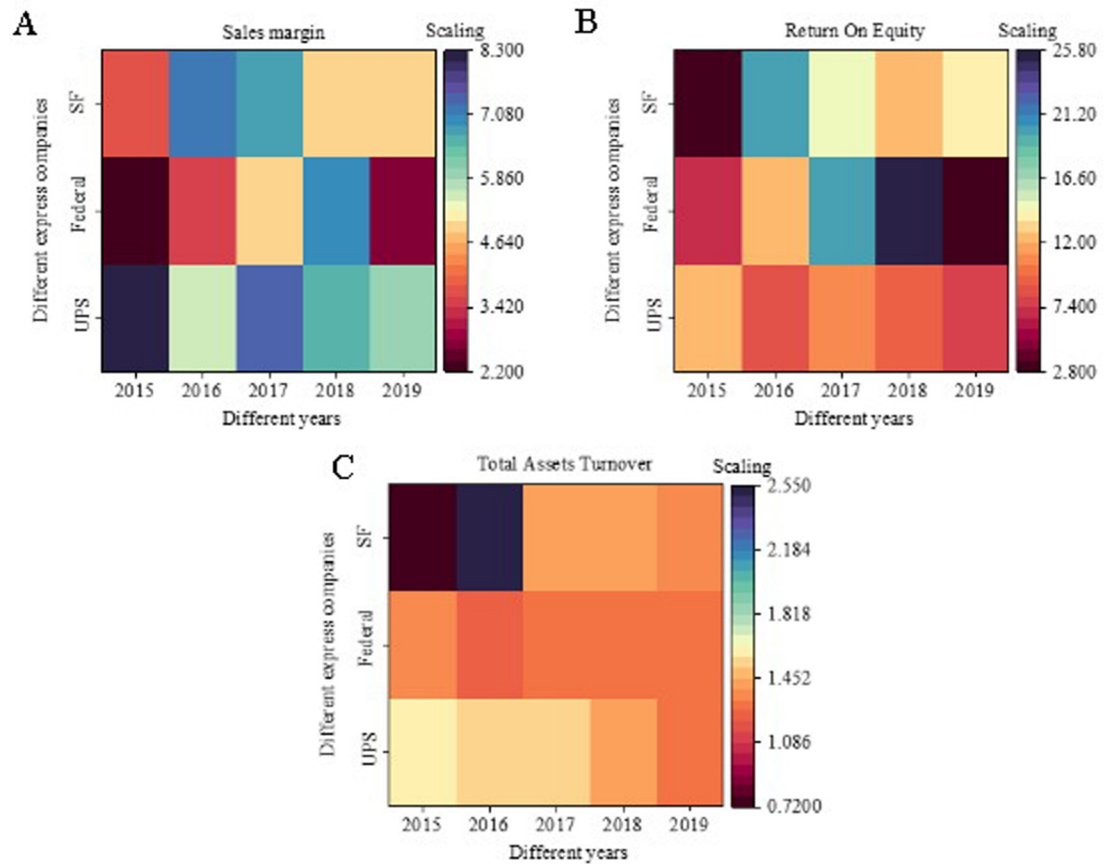 A
Sales margin
Scaling
Different express companies
SF
Federal
UPS
8.300
7.080
5.860
4.640
3.420
2.200
2015 2016 2017 2018 2019
Different years
B
Return On Equity
Scaling
Different express companies
SF
Federal
UPS
25.80
21.20
16.60
12.00
7.400
2.800
2015 2016 2017 2018 2019
Different years
C
Total Assets Turnover
Scaling
Different express companies
SF
Federal
UPS
2.550
2.184
1.818
1.452
1.086
0.7200
2015 2016 2017 2018 2019
Different years